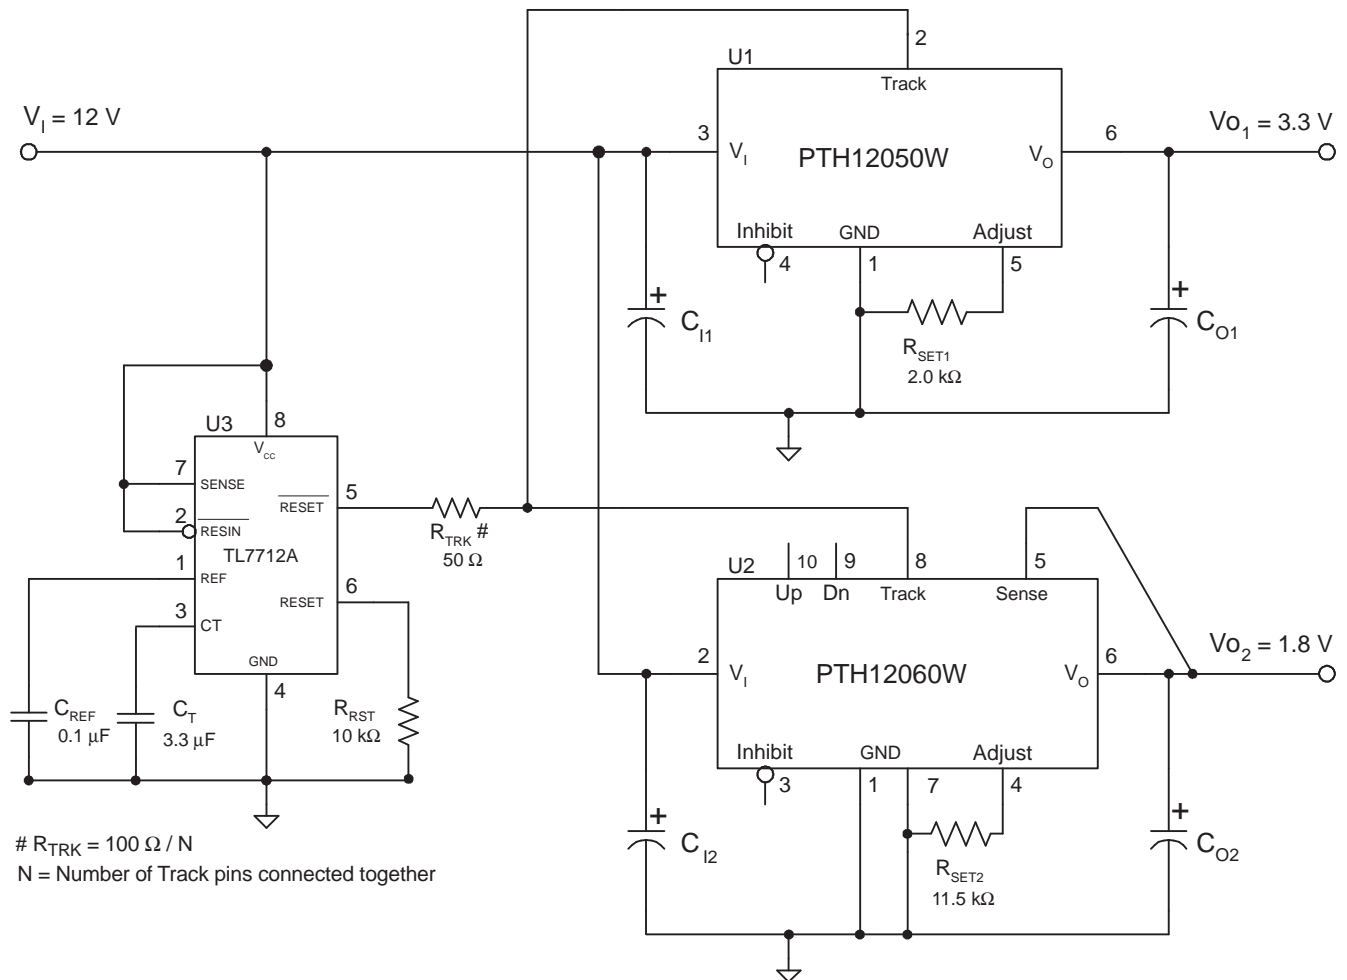 2
U1
Track
V_I = 12 V
3
V_I
PTH12050W
V_O
6
Vo_1 = 3.3 V
Inhibit
GND
Adjust
4
1
5
+
C_I1
R_SET1
2.0 kΩ
+
C_O1
U3
8
V_cc
7
SENSE
2
RESIN
TL7712A
1
REF
3
CT
GND
4
RESET
5
RESET
6
R_TRK #
50 Ω
C_REF
0.1 μF
C_T
3.3 μF
R_RST
10 kΩ
U2
10
9
8
5
Up
Dn
Track
Sense
2
V_I
PTH12060W
V_O
6
Vo_2 = 1.8 V
Inhibit
GND
Adjust
3
1
7
4
+
C_I2
R_SET2
11.5 kΩ
+
C_O2
# R_TRK = 100 Ω / N
N = Number of Track pins connected together